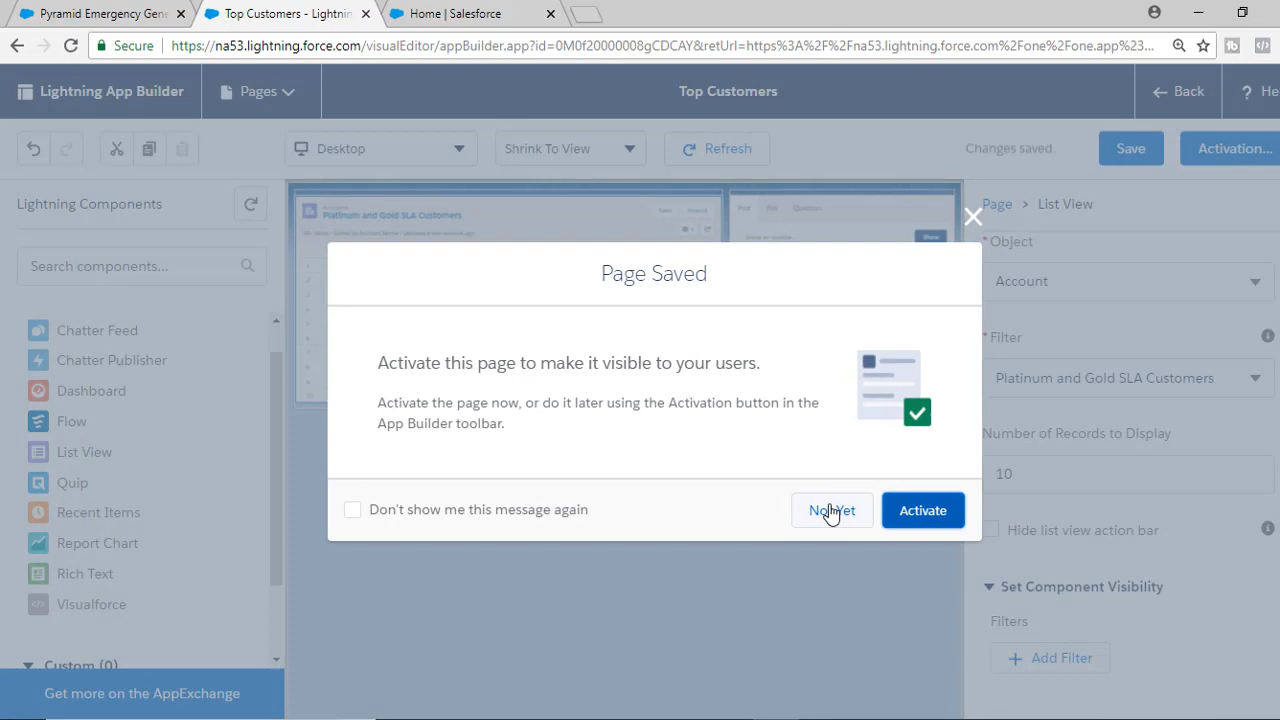 Pyramid Emergency Gene
Top Customers - Lightnin
Home | Salesforce
Secure
https://na53.lightning.force.com/visualEditor/appBuilder.app?id=0M0f20000008gCDCAY&retUrl=https%3A%2F%2Fna53.lightning.force.com%2Fone%2Fone.app%23...
Lightning App Builder
Pages
Top Customers
Back
? He
Desktop
Shrink To View
Refresh
Changes saved.
Save
Activation...
Lightning Components
Search components...
Chatter Feed
Chatter Publisher
Dashboard
Flow
List View
Quip
Recent Items
Report Chart
Rich Text
Visualforce
Custom (0)
Get more on the AppExchange
Platinum and Gold SLA Customers
Post
Poll
Question
Share
Page Saved
Activate this page to make it visible to your users.
Activate the page now, or do it later using the Activation button in the
App Builder toolbar.
Don't show me this message again
Not Yet
Activate
Page > List View
* Object
Account
* Filter
Platinum and Gold SLA Customers
Number of Records to Display
10
Hide list view action bar
Set Component Visibility
Filters
+ Add Filter